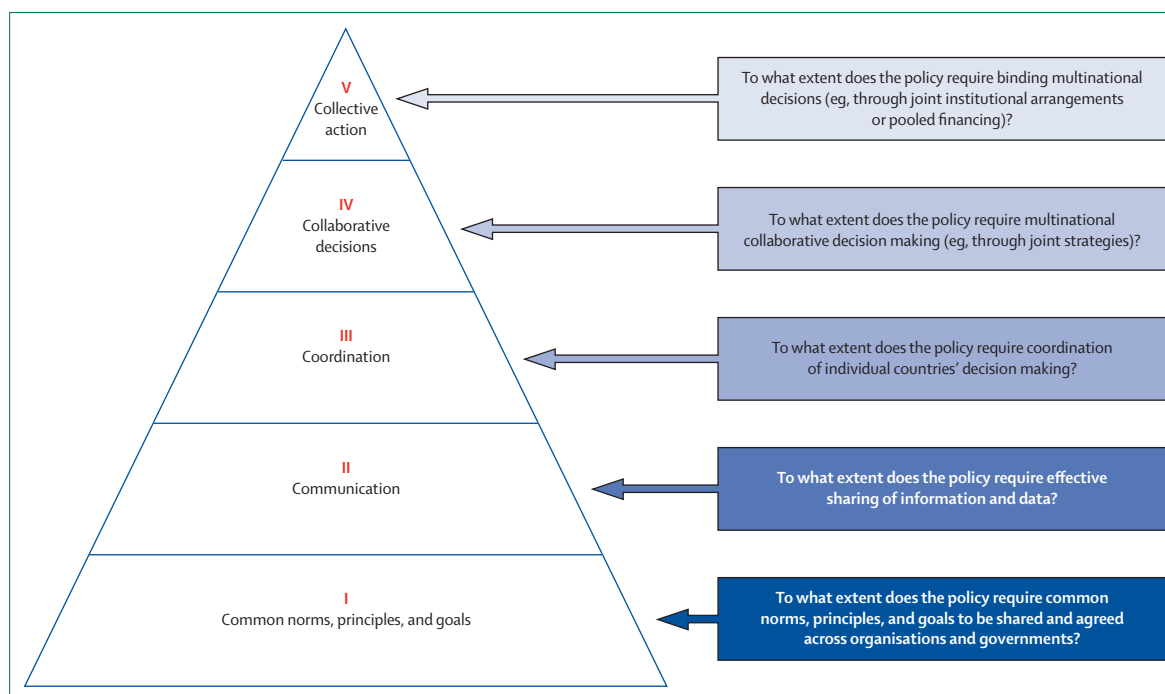 V
Collective
action
To what extent does the policy require binding multinational
decisions (eg, through joint institutional arrangements
or pooled financing)?
IV
Collaborative
decisions
To what extent does the policy require multinational
collaborative decision making (eg, through joint strategies)?
III
Coordination
To what extent does the policy require coordination
of individual countries’ decision making?
II
Communication
To what extent does the policy require effective
sharing of information and data?
I
Common norms, principles, and goals
To what extent does the policy require common
norms, principles, and goals to be shared and agreed
across organisations and governments?